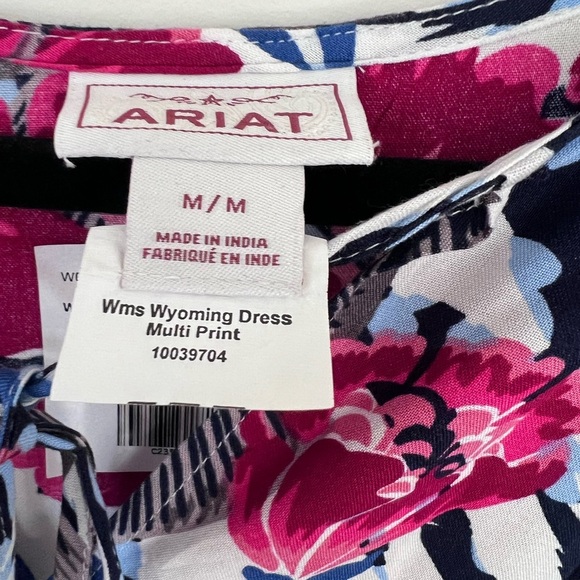 ARIAT
M/M
MADE IN INDIA
FABRIQUÉ EN INDE
Wms Wyoming Dress
Multi Print
10039704